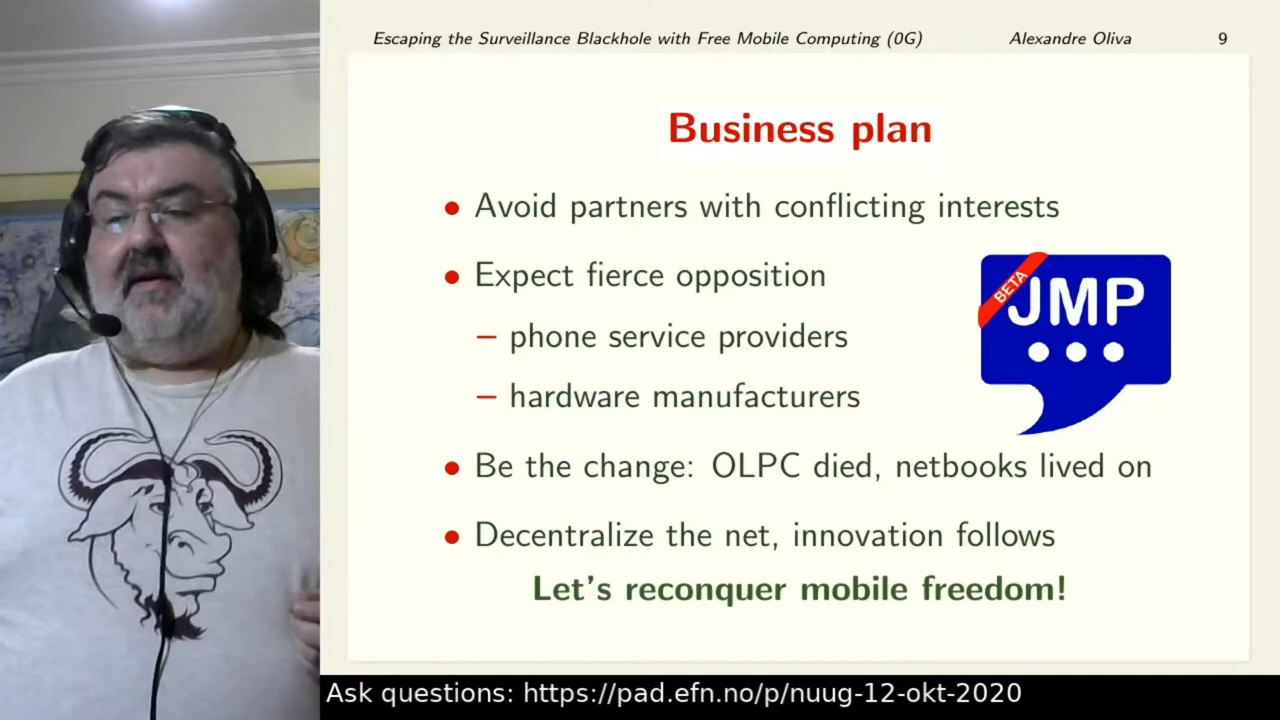 Escaping the Surveillance Blackhole with Free Mobile Computing (0G) Alexandre Oliva 9
Business plan
• Avoid partners with conflicting interests
• Expect fierce opposition
– phone service providers
– hardware manufacturers
BETA
JMP
• Be the change: OLPC died, netbooks lived on
• Decentralize the net, innovation follows
Let's reconquer mobile freedom!
Ask questions: https://pad.efn.no/p/nuug-12-okt-2020